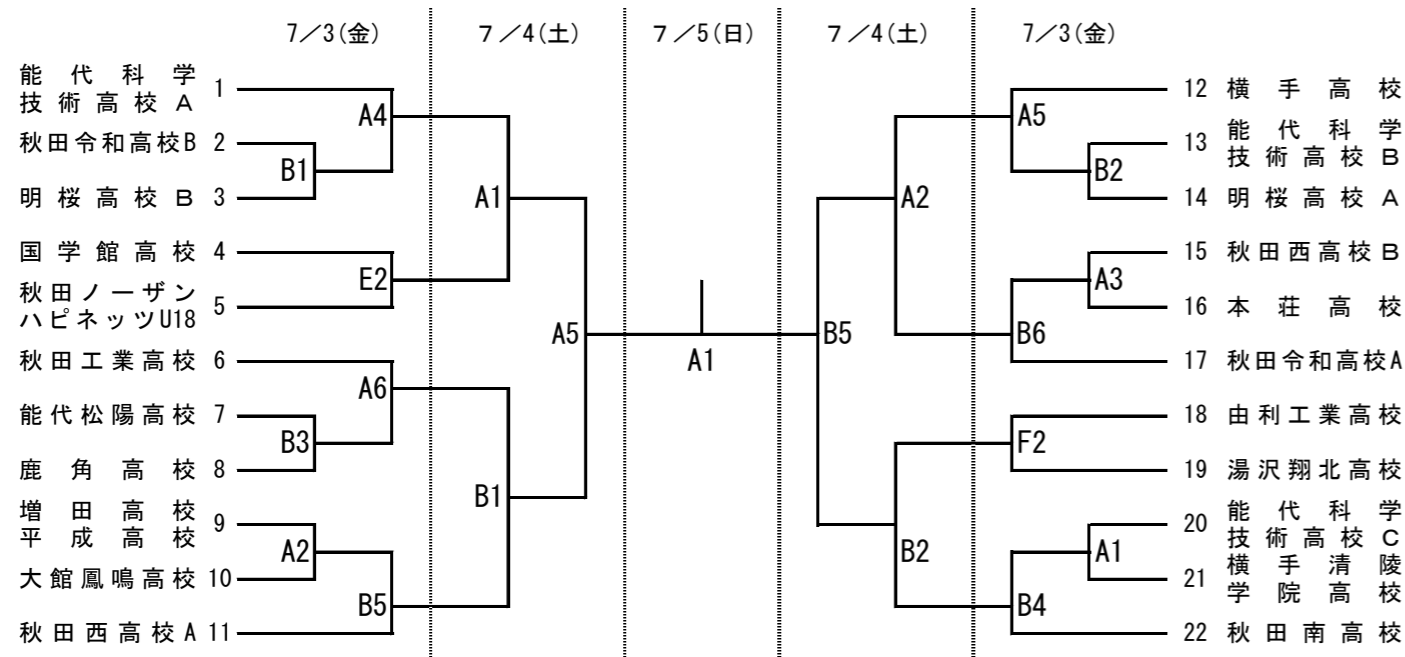 7/3(金) 7/4(土) 7/5(日) 7/4(土) 7/3(金)
能代科学
技術高校A 1
秋田令和高校B 2
明桜高校B 3
国学館高校 4
秋田ノーザン
ハピネッツU18 5
秋田工業高校 6
能代松陽高校 7
鹿角高校 8
増田高校
平成高校 9
大館鳳鳴高校 10
秋田西高校A 11
A4
B1
A1
E2
A5
A6
B3
B1
A2
B5
A1
A5
B2
A2
A3
B6
B5
F2
B2
A1
B4
12 横手高校
13 能代科学
技術高校B
14 明桜高校A
15 秋田西高校B
16 本荘高校
17 秋田令和高校A
18 由利工業高校
19 湯沢翔北高校
20 能代科学
技術高校C
21 横手清陵
学院高校
22 秋田南高校